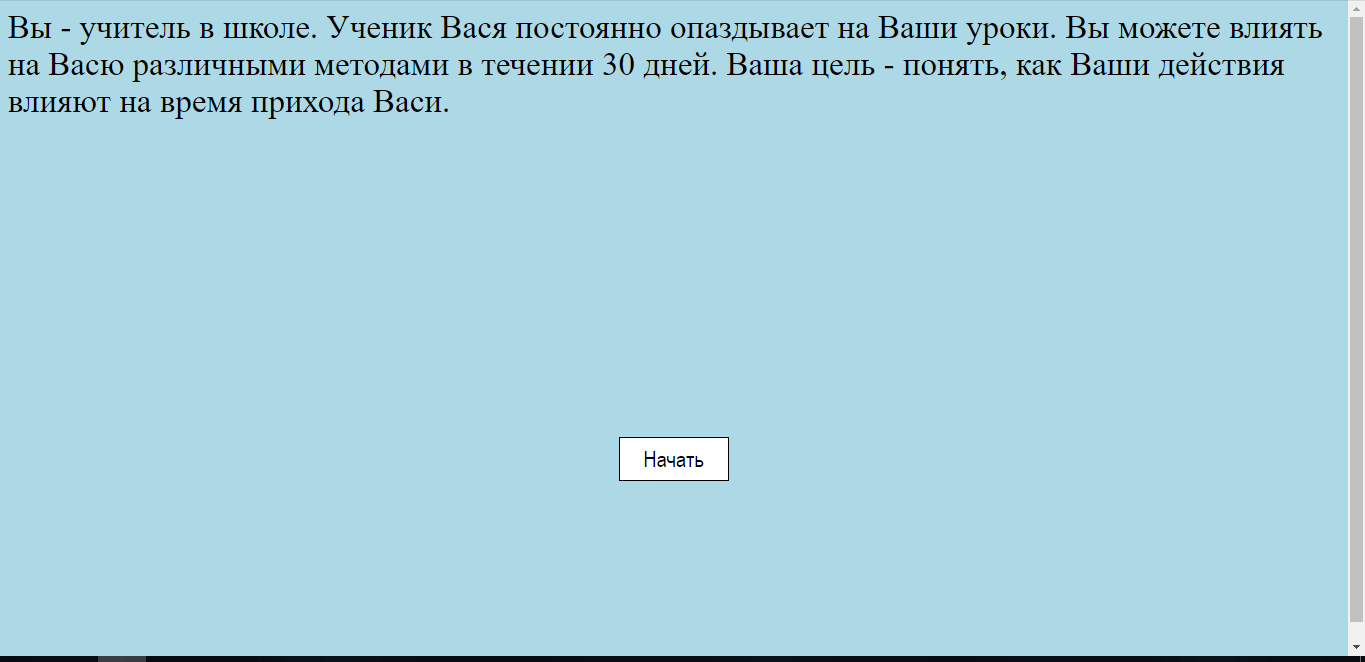 Вы - учитель в школе. Ученик Вася постоянно опаздывает на Ваши уроки. Вы можете влиять
на Васю различными методами в течении 30 дней. Ваша цель - понять, как Ваши действия
влияют на время прихода Васи.
Начать